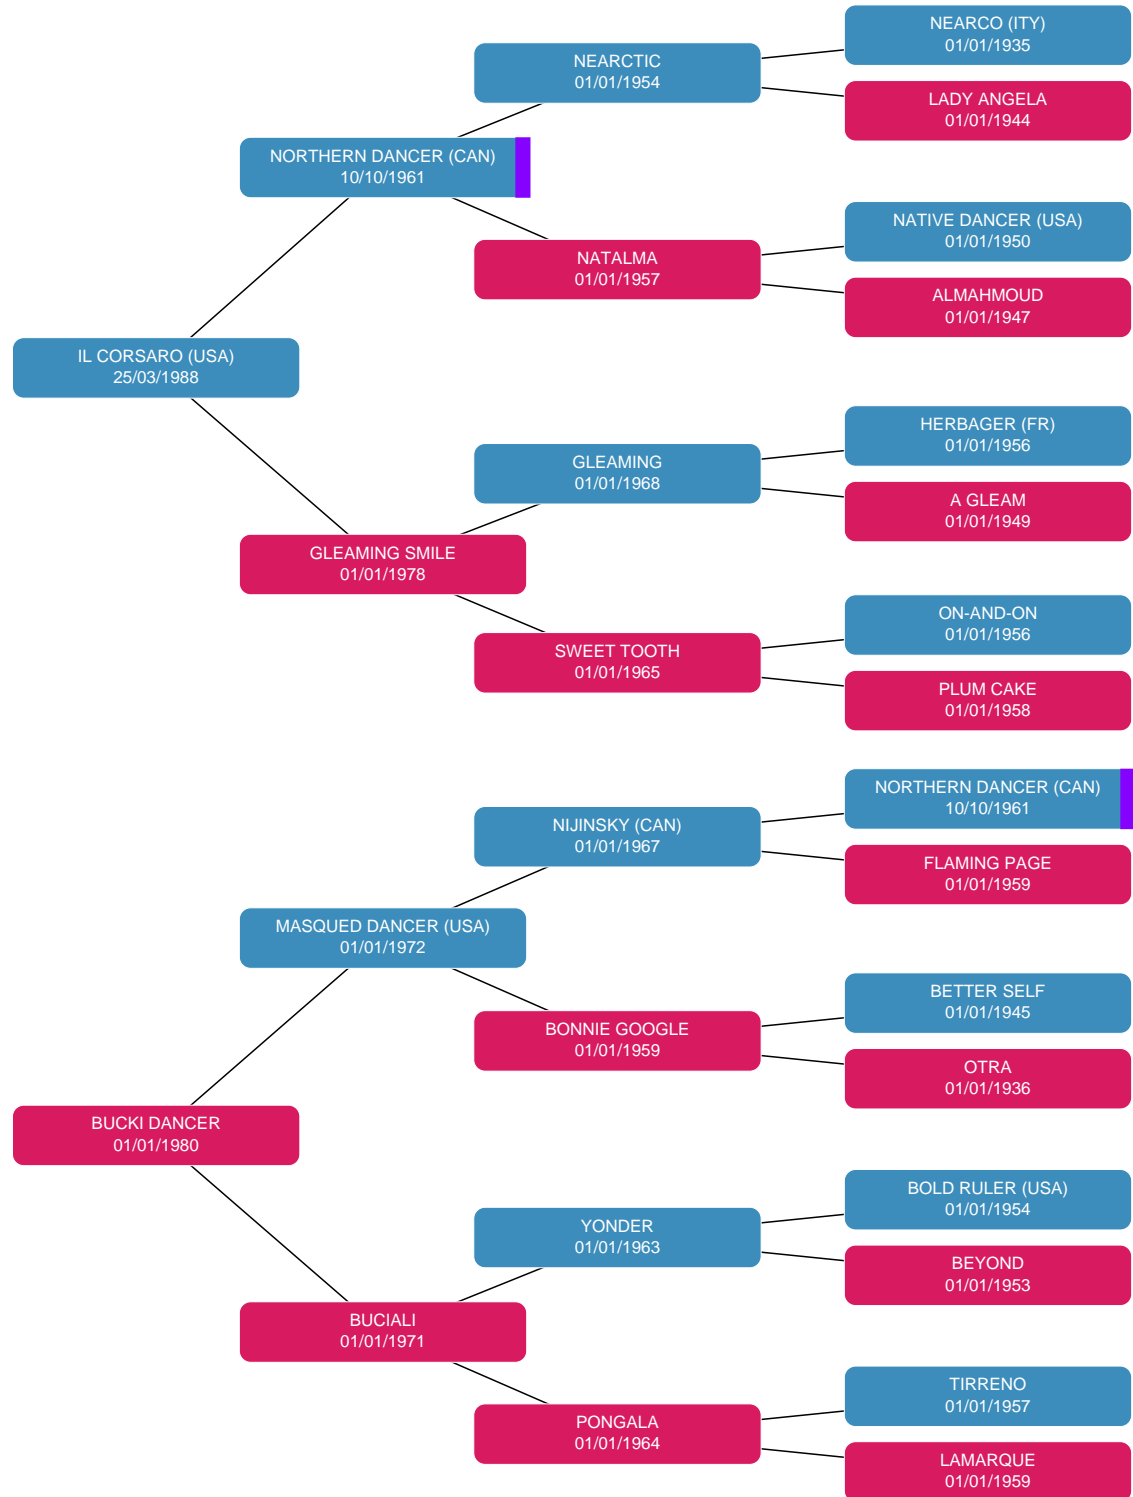 NEARCO (ITY)
01/01/1935
NEARCTIC
01/01/1954
LADY ANGELA
01/01/1944
NORTHERN DANCER (CAN)
10/10/1961
NATIVE DANCER (USA)
01/01/1950
NATALMA
01/01/1957
ALMAHMOUD
01/01/1947
IL CORSARO (USA)
25/03/1988
HERBAGER (FR)
01/01/1956
GLEAMING
01/01/1968
A GLEAM
01/01/1949
GLEAMING SMILE
01/01/1978
ON-AND-ON
01/01/1956
SWEET TOOTH
01/01/1965
PLUM CAKE
01/01/1958
NORTHERN DANCER (CAN)
10/10/1961
NIJINSKY (CAN)
01/01/1967
FLAMING PAGE
01/01/1959
MASQUED DANCER (USA)
01/01/1972
BETTER SELF
01/01/1945
BONNIE GOOGLE
01/01/1959
OTRA
01/01/1936
BUCKI DANCER
01/01/1980
BOLD RULER (USA)
01/01/1954
YONDER
01/01/1963
BEYOND
01/01/1953
BUCIALI
01/01/1971
TIRRENO
01/01/1957
PONGALA
01/01/1964
LAMARQUE
01/01/1959